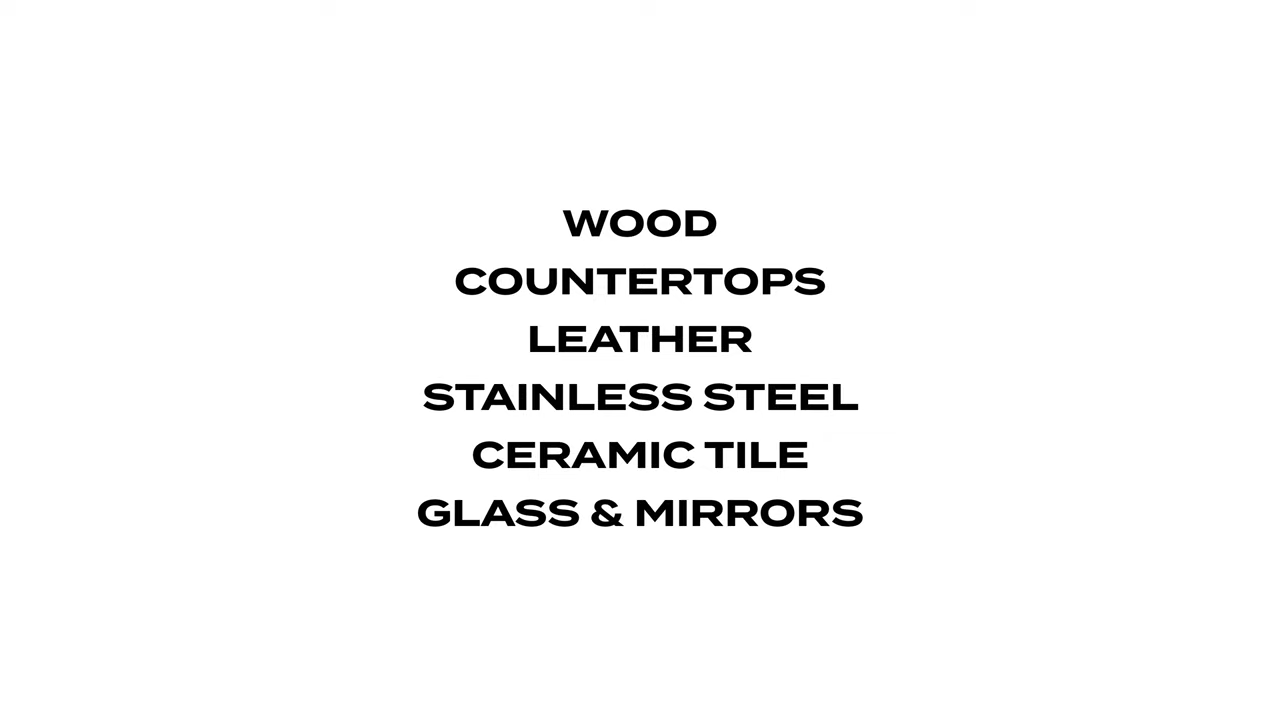 WOOD
COUNTERTOPS
LEATHER
STAINLESS STEEL
CERAMIC TILE
GLASS & MIRRORS